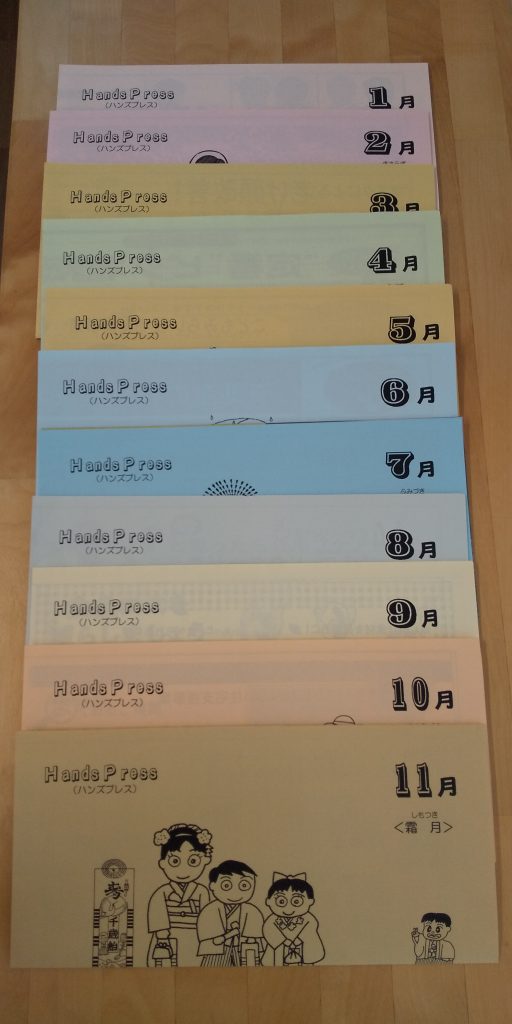 Hands Press
(ハンズプレス)
1月
Hands Press
(ハンズプレス)
2月
Hands Press
(ハンズプレス)
3月
Hands Press
(ハンズプレス)
4月
Hands Press
(ハンズプレス)
5月
Hands Press
(ハンズプレス)
6月
Hands Press
(ハンズプレス)
7月
ふみづき
Hands Press
(ハンズプレス)
8月
Hands Press
(ハンズプレス)
9月
Hands Press
(ハンズプレス)
10月
Hands Press
(ハンズプレス)
11月
しもつき
<霜 月>
千歳飴